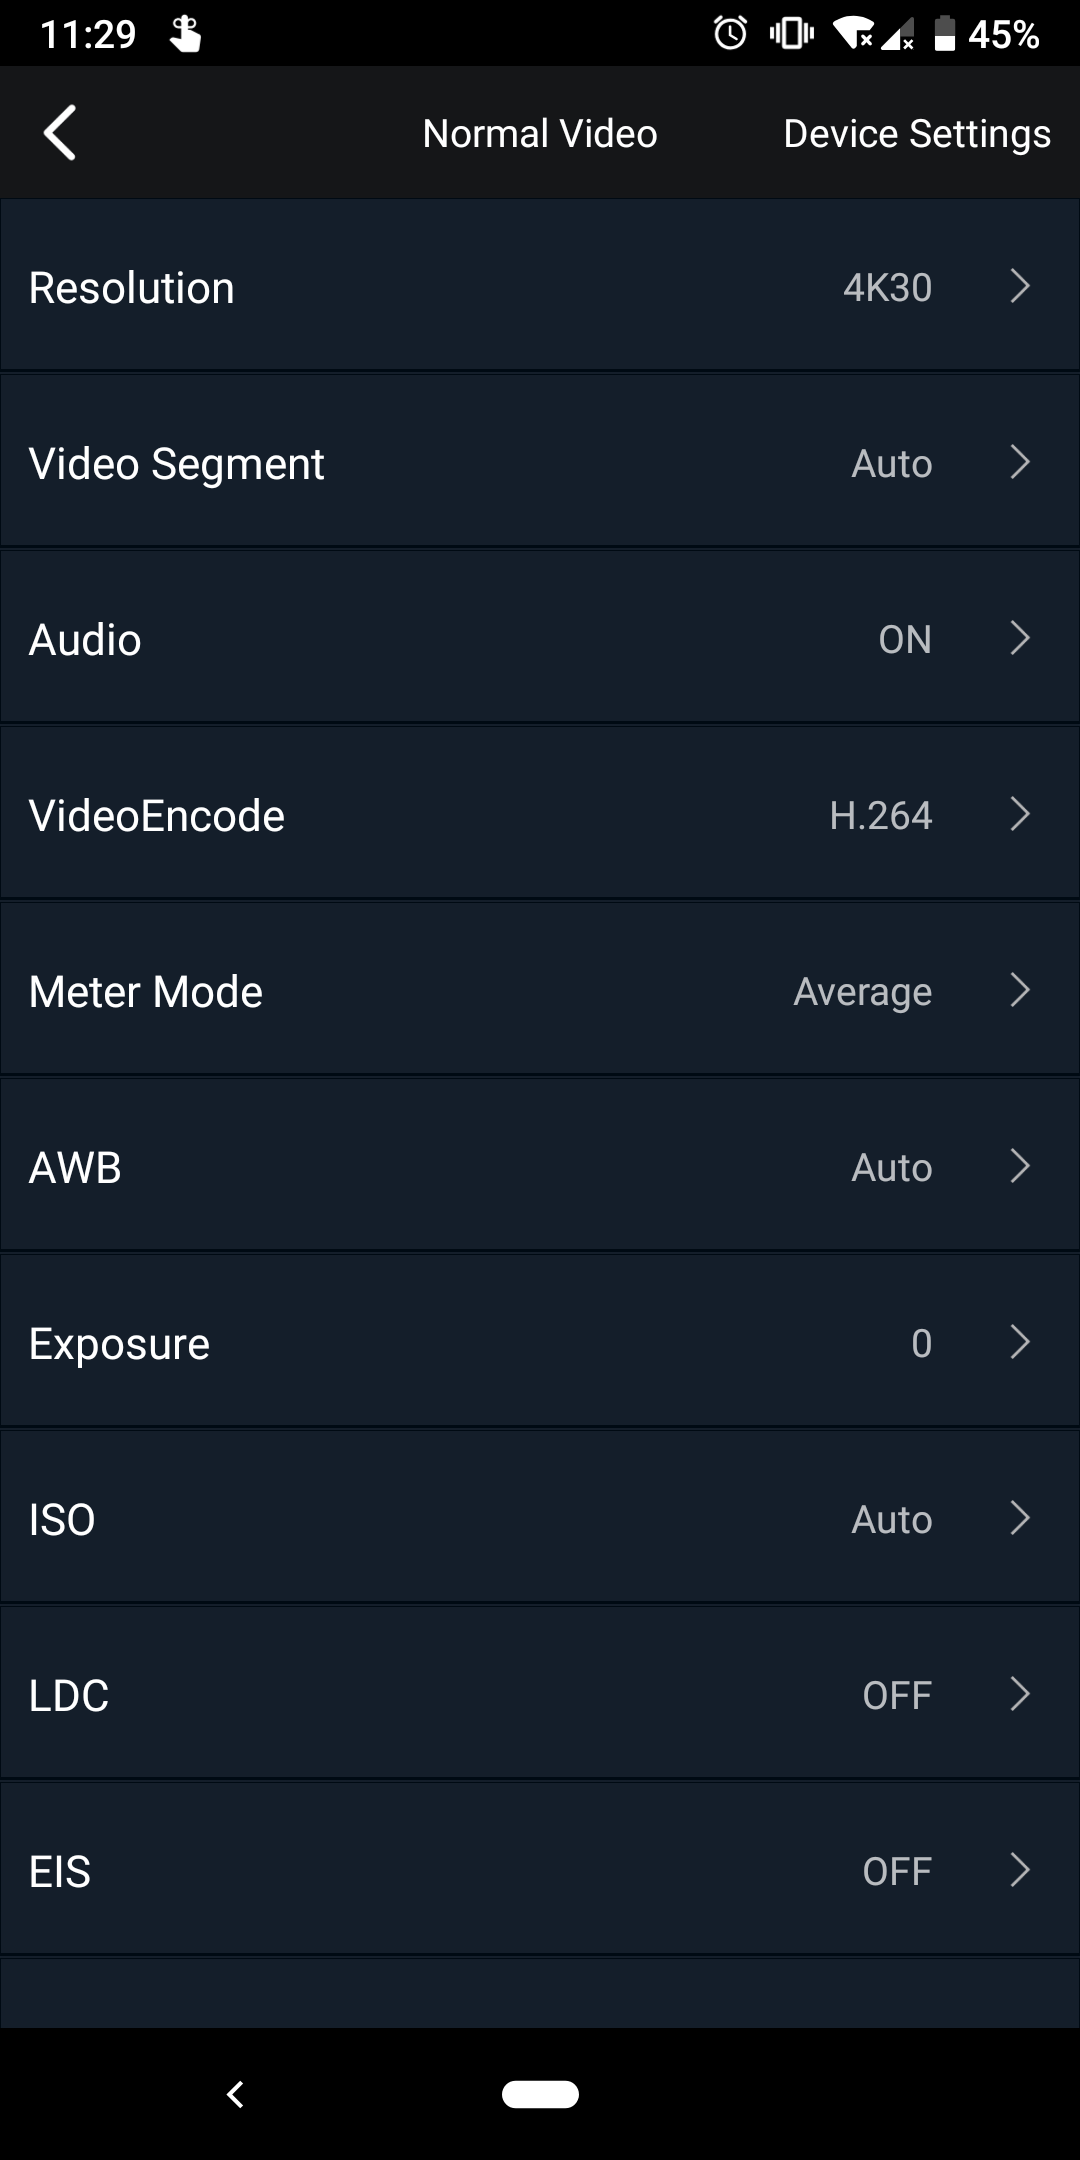 11:29 45%
Normal Video Device Settings
Resolution 4K30
Video Segment Auto
Audio ON
VideoEncode H.264
Meter Mode Average
AWB Auto
Exposure 0
ISO Auto
LDC OFF
EIS OFF